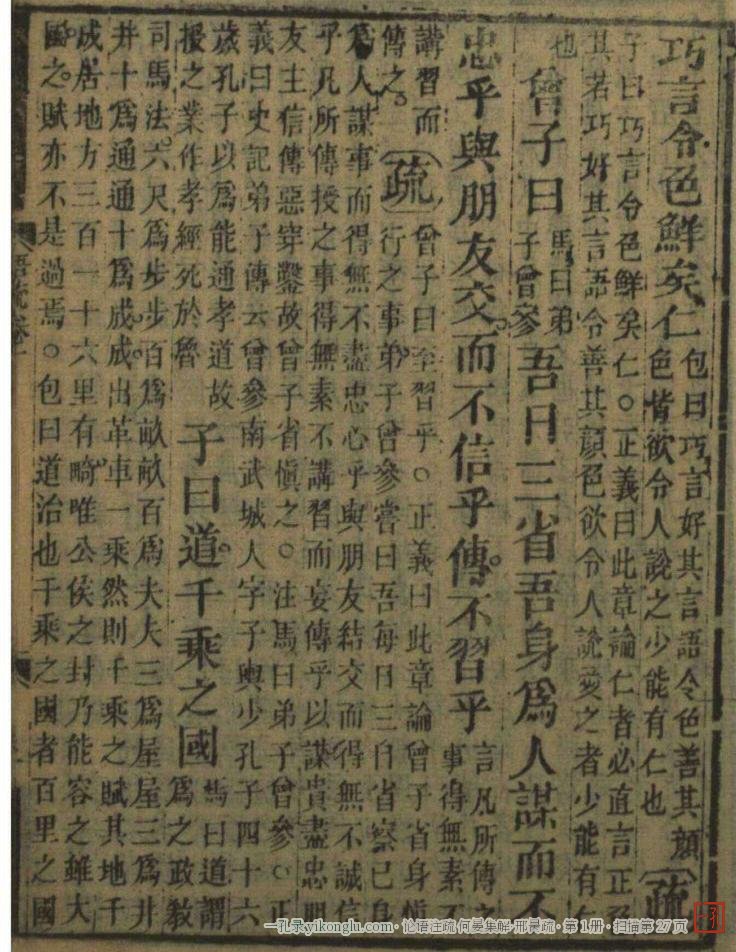 巧言令色鮮矣仁
包曰巧言好其言語令色善其顏
色皆欲令人說之少能有仁也
疏
子曰巧言令色鮮矣仁○正義曰此章論仁者必直言正
其若巧好其言語令善其顏色欲令人說愛之者少能有
也
曾子曰
馬曰弟
子曾參
吾日三省吾身爲人謀而不
忠乎與朋友交而不信乎傳不習乎
言凡所傳之
事得無素不
講習而
傳之。
疏
曾子曰至習乎○正義曰此章論曾子省身慎
行之事弟子曾參嘗曰吾每日三自省察已身
爲人謀事而得無不盡忠心乎與朋友結交而得無不誠信
乎凡所傳授之事得無素不講習而妄傳乎以謀貴盡忠朋
友主信傳惡穿鑿故曾子省慎之○注馬曰弟子曾參○正
義曰史記弟子傳云曾參南武城人字子輿少孔子四十六
歲孔子以爲能通孝道故
授之業作孝經死於魯
子曰道千乘之國
馬曰道謂
爲之政教
司馬法六尺爲步步百爲畝畝百爲夫夫三爲屋屋三爲井
井十爲通通十爲成成出革車一乘然則千乘之賦其地千
成居地方三百一十六里有畸唯公侯之封乃能容之雖大
國之賦亦不是過焉○包曰道治也千乘之國者百里之國
語疏卷一
一孔录yikonglu.com · 论语注疏.何晏集解.邢昺疏 · 第1册 · 扫描第27页